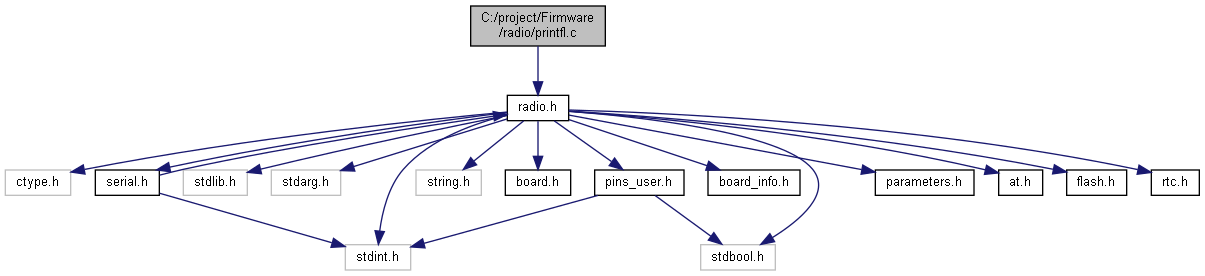 C:/project/Firmware
/radio/printfl.c
radio.h
ctype.h
serial.h
stdlib.h
stdarg.h
string.h
board.h
pins_user.h
board_info.h
parameters.h
at.h
flash.h
rtc.h
stdint.h
stdbool.h